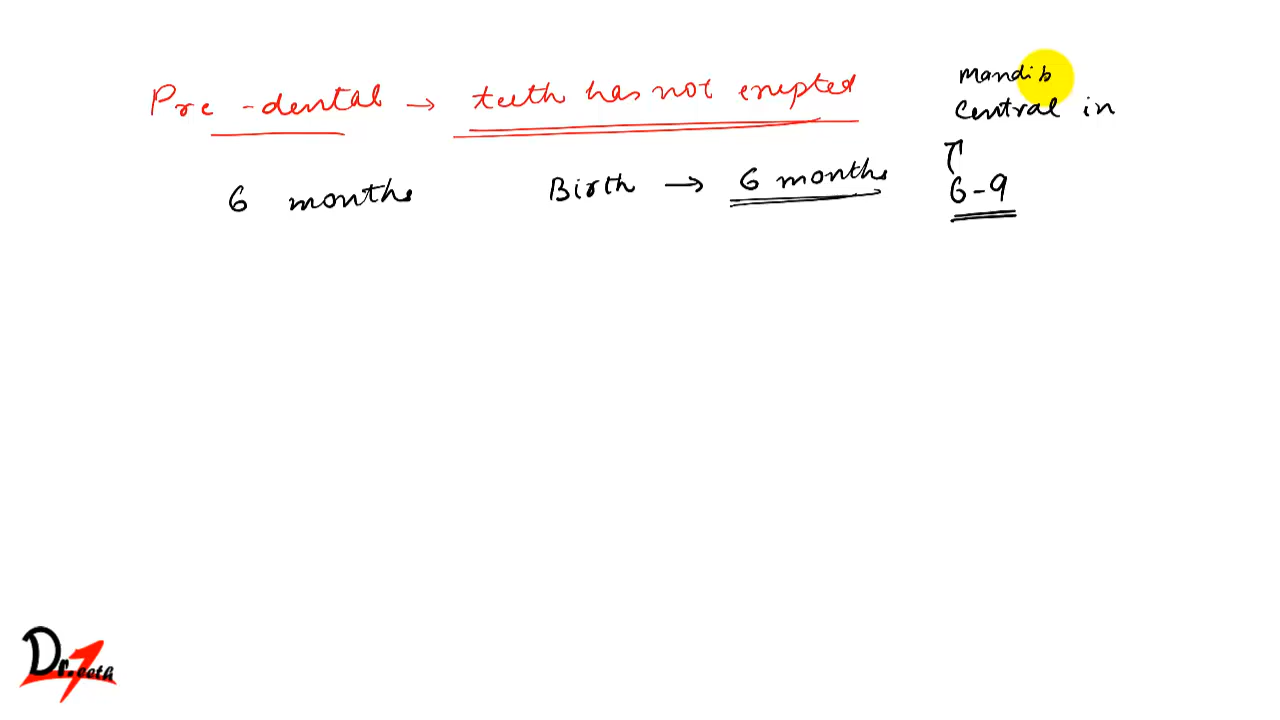 Pre-dental → teeth has not erupted
mandib
central in
↑
6 months Birth → 6 months 6-9
Dr.Teeth